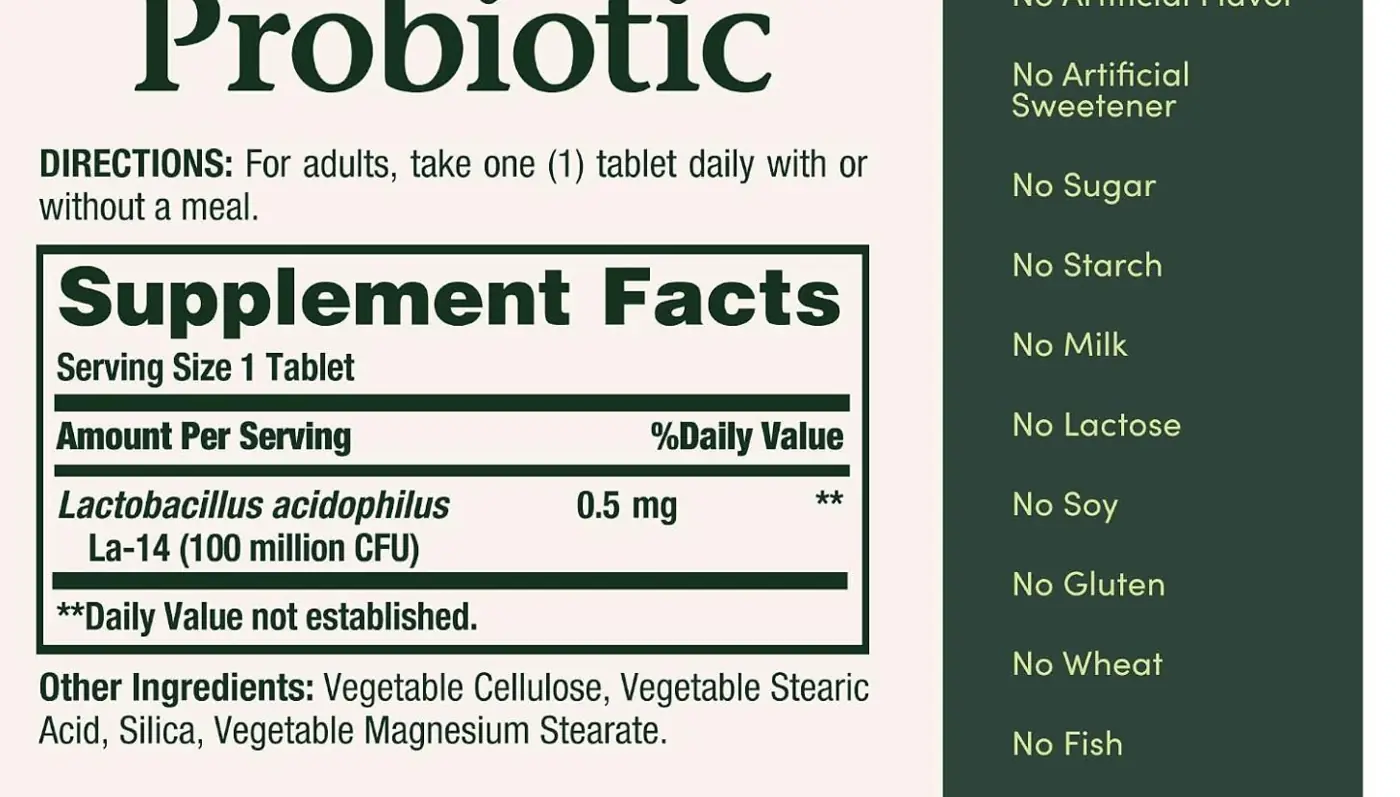 Probiotic
DIRECTIONS: For adults, take one (1) tablet daily with or
without a meal.
Supplement Facts
Serving Size 1 Tablet
Amount Per Serving %Daily Value
Lactobacillus acidophilus 0.5 mg **
La-14 (100 million CFU)
**Daily Value not established.
Other Ingredients: Vegetable Cellulose, Vegetable Stearic
Acid, Silica, Vegetable Magnesium Stearate.
No Artificial Flavor
No Artificial
Sweetener
No Sugar
No Starch
No Milk
No Lactose
No Soy
No Gluten
No Wheat
No Fish